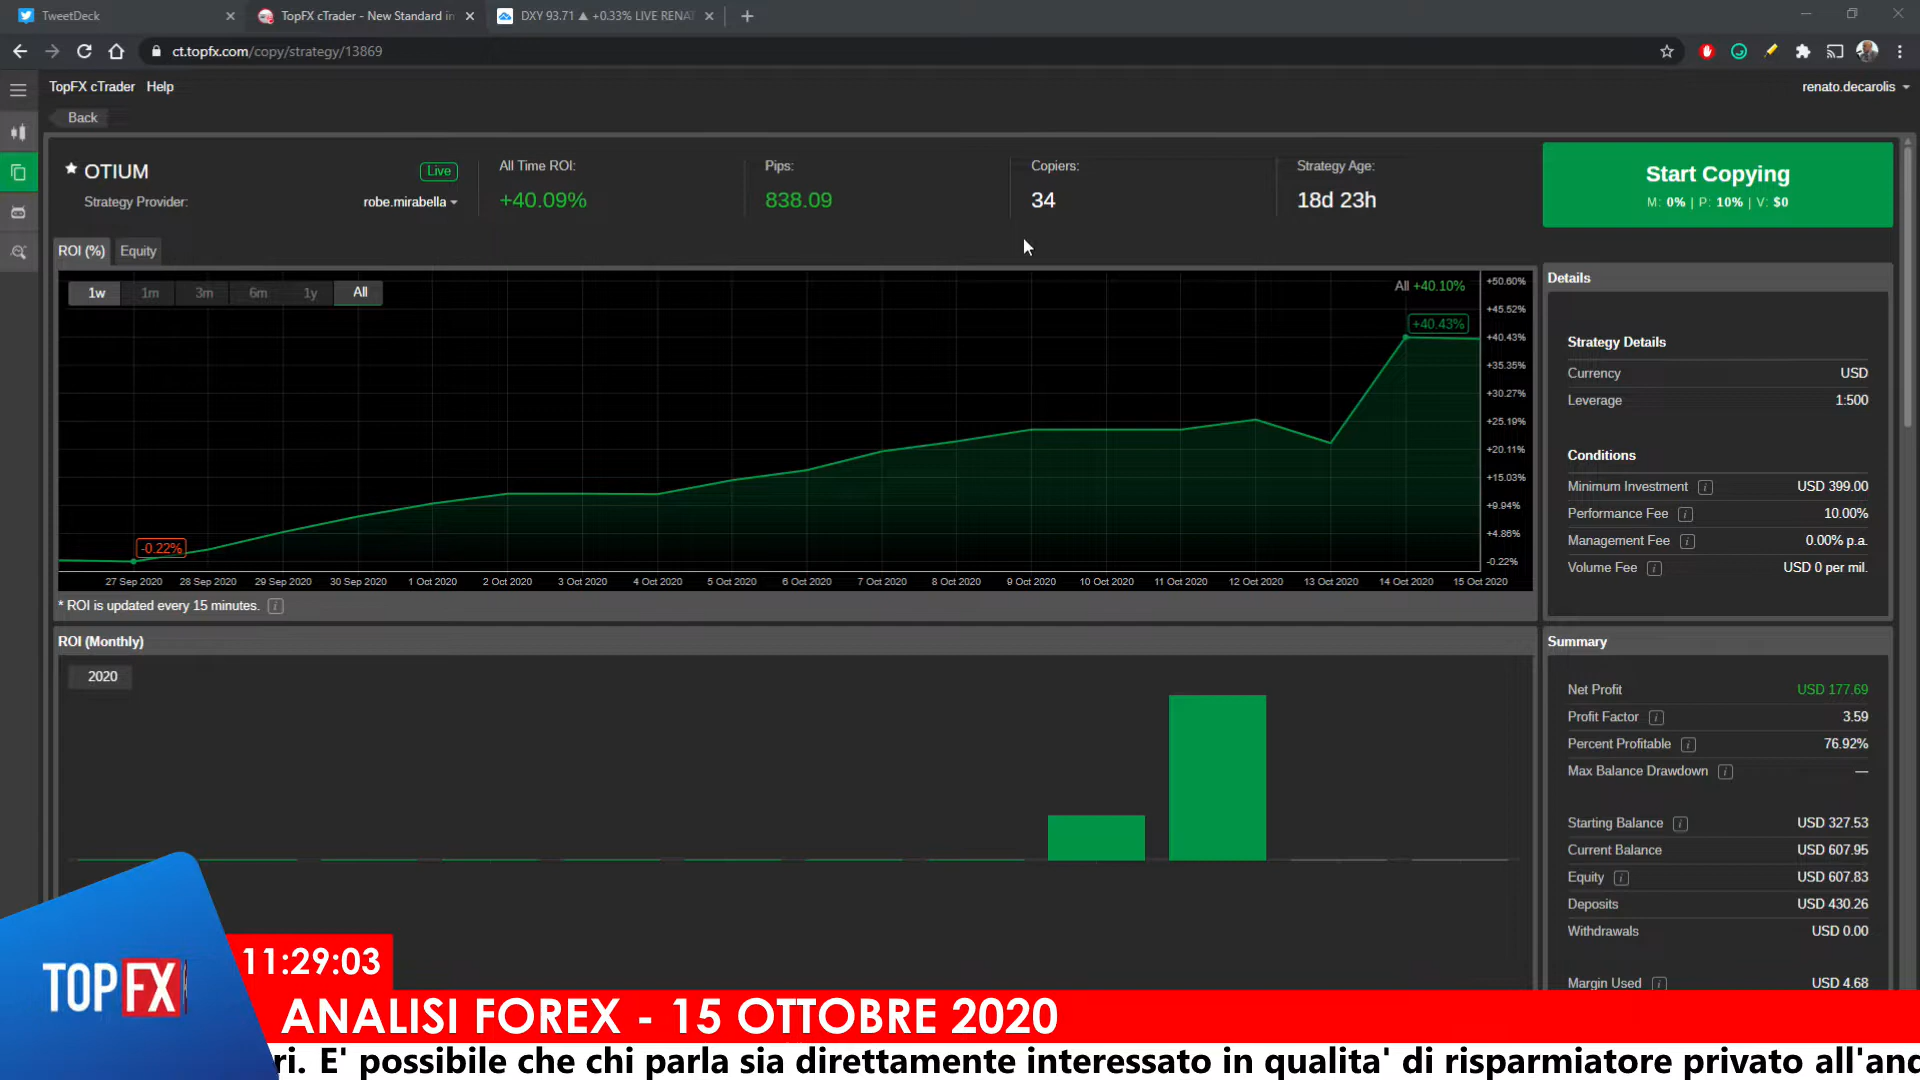 TweetDeck
TopFX cTrader - New Standard in
DXY 93.71 ▲ +0.33% LIVE RENAT
ct.topfx.com/copy/strategy/13869
TopFX cTrader Help
renato.decarolis
Back
OTIUM
Live
Strategy Provider:
robe.mirabella
All Time ROI:
+40.09%
Pips:
838.09
Copiers:
34
Strategy Age:
18d 23h
Start Copying
M: 0% | P: 10% | V: $0
ROI (%) Equity
1w 1m 3m 6m 1y All
All +40.10%
+40.43%
-0.22%
+50.60%
+45.52%
+40.43%
+35.35%
+30.27%
+25.19%
+20.11%
+15.03%
+9.94%
+4.86%
-0.22%
27 Sep 2020 28 Sep 2020 29 Sep 2020 30 Sep 2020 1 Oct 2020 2 Oct 2020 3 Oct 2020 4 Oct 2020 5 Oct 2020 6 Oct 2020 7 Oct 2020 8 Oct 2020 9 Oct 2020 10 Oct 2020 11 Oct 2020 12 Oct 2020 13 Oct 2020 14 Oct 2020 15 Oct 2020
* ROI is updated every 15 minutes.
Details
Strategy Details
Currency USD
Leverage 1:500
Conditions
Minimum Investment USD 399.00
Performance Fee 10.00%
Management Fee 0.00% p.a.
Volume Fee USD 0 per mil.
ROI (Monthly)
2020
Summary
Net Profit USD 177.69
Profit Factor 3.59
Percent Profitable 76.92%
Max Balance Drawdown —
Starting Balance USD 327.53
Current Balance USD 607.95
Equity USD 607.83
Deposits USD 430.26
Withdrawals USD 0.00
Margin Used USD 4.68
TOPFX
11:29:03
ANALISI FOREX - 15 OTTOBRE 2020
ri. E' possibile che chi parla sia direttamente interessato in qualita' di risparmiatore privato all'and